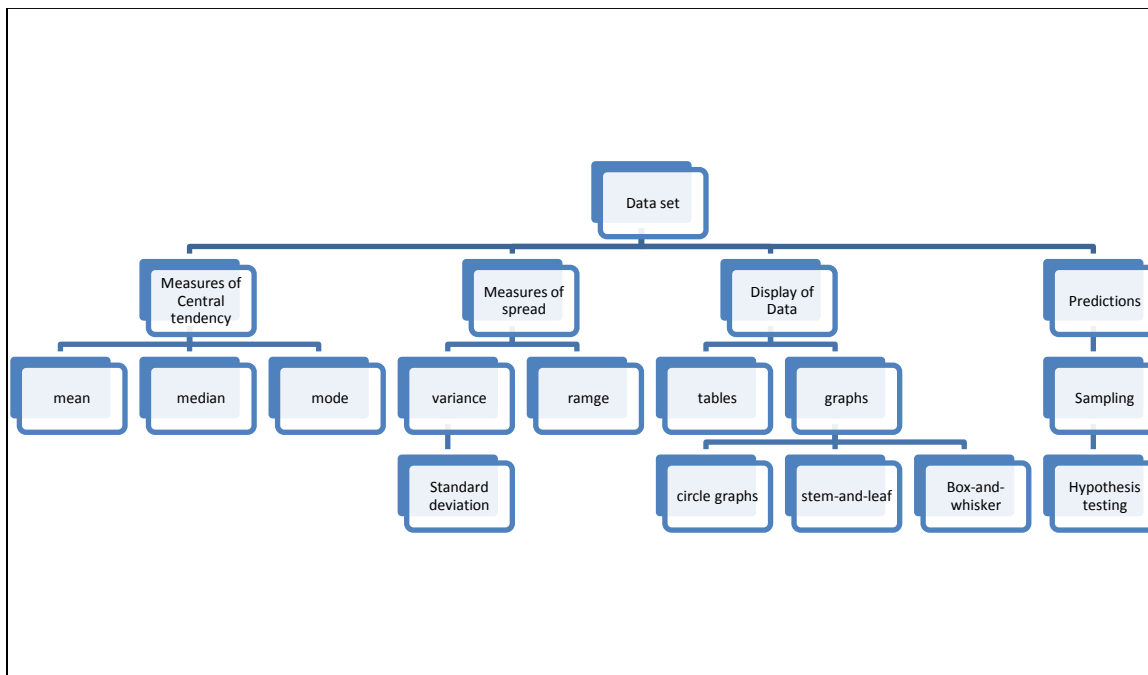 Data set
Measures of
Central
tendency
Measures of
spread
Display of
Data
Predictions
mean
median
mode
variance
ramge
tables
graphs
Sampling
Standard
deviation
circle graphs
stem-and-leaf
Box-and-
whisker
Hypothesis
testing